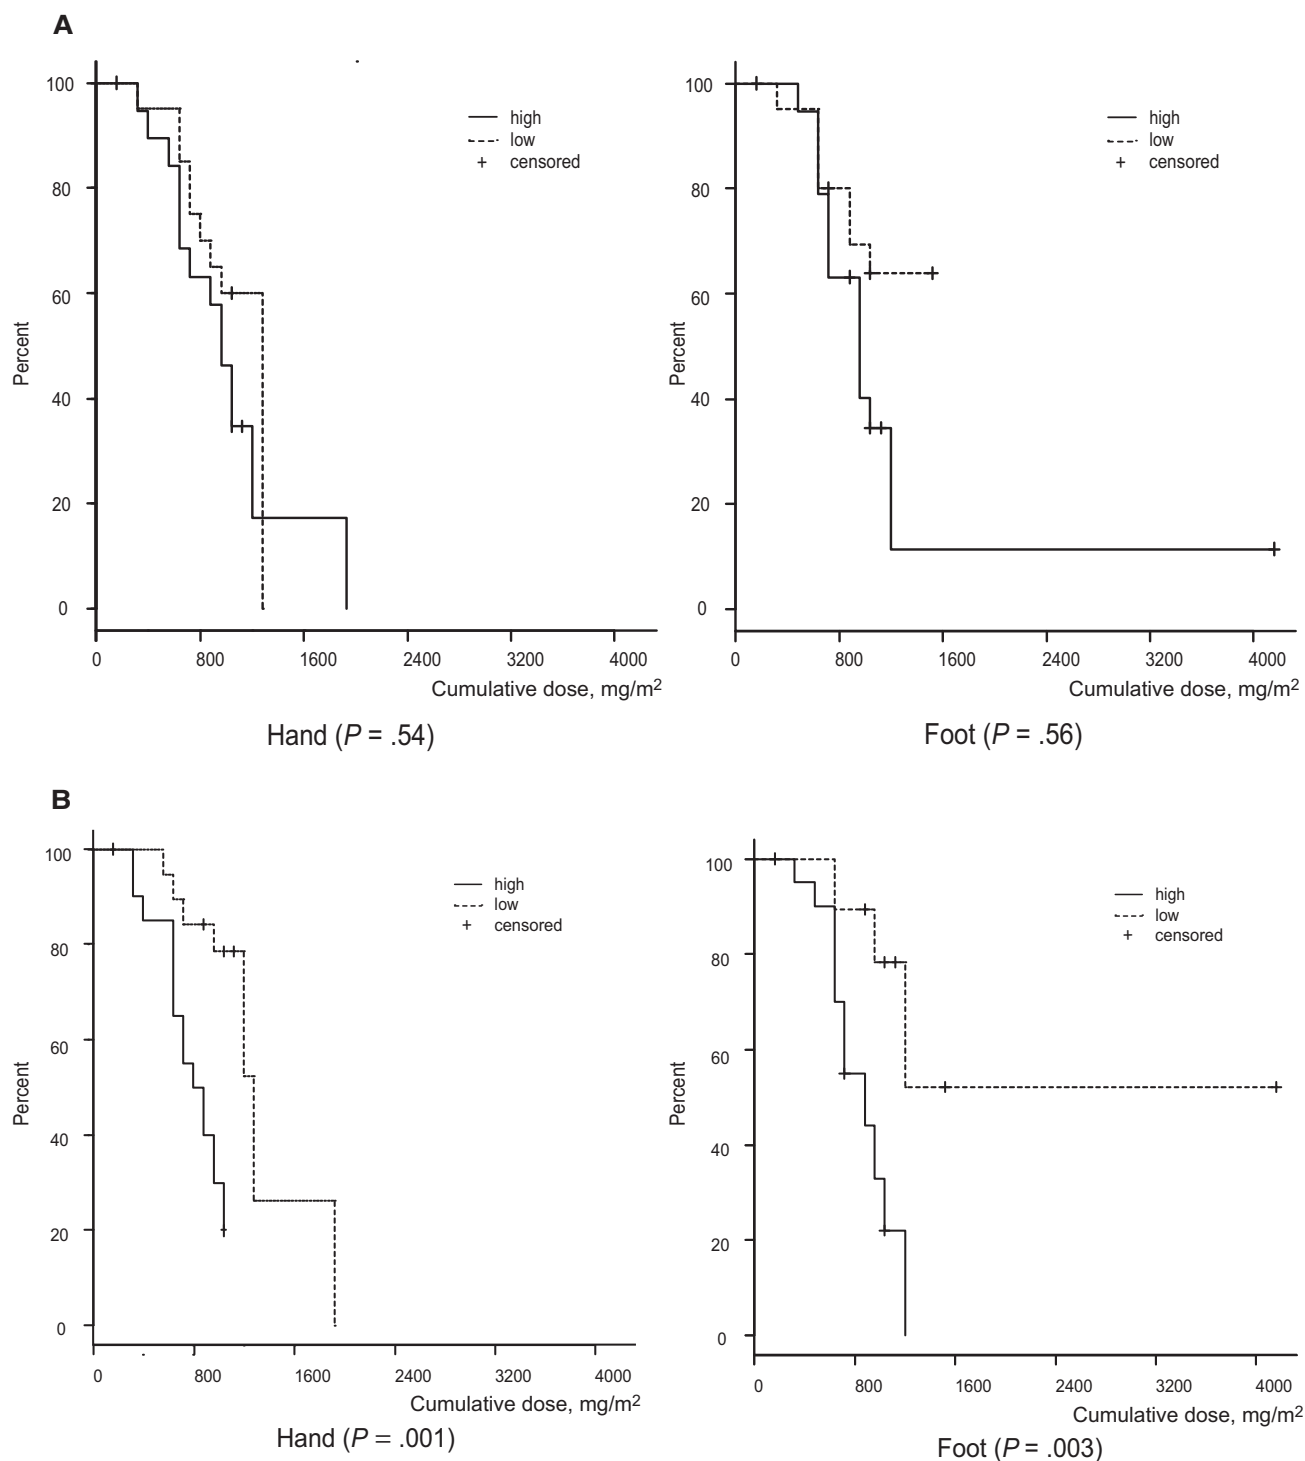 A
100
80
60
40
20
0
Percent
high
low
censored
0 800 1600 2400 3200 4000
Cumulative dose, mg/m²
Hand (P = .54)
100
80
60
40
20
0
Percent
high
low
censored
0 800 1600 2400 3200 4000
Cumulative dose, mg/m²
Foot (P = .56)
B
100
80
60
40
20
0
Percent
high
low
censored
0 800 1600 2400 3200 4000
Cumulative dose, mg/m²
Hand (P = .001)
100
80
60
40
20
0
Percent
high
low
censored
0 800 1600 2400 3200 4000
Cumulative dose, mg/m²
Foot (P = .003)